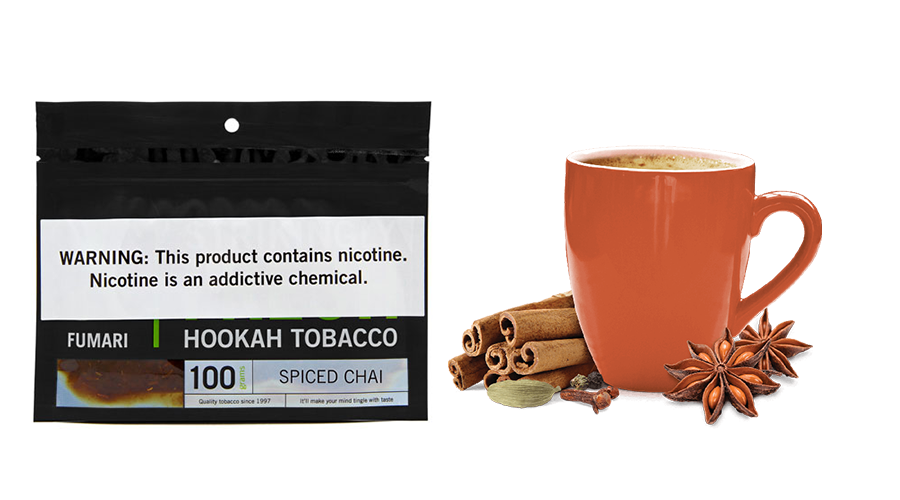 WARNING: This product contains nicotine.
Nicotine is an addictive chemical.
FUMARI
HOOKAH TOBACCO
100 grams
SPICED CHAI
Quality tobacco since 1997
It'll make your mind tingle with taste